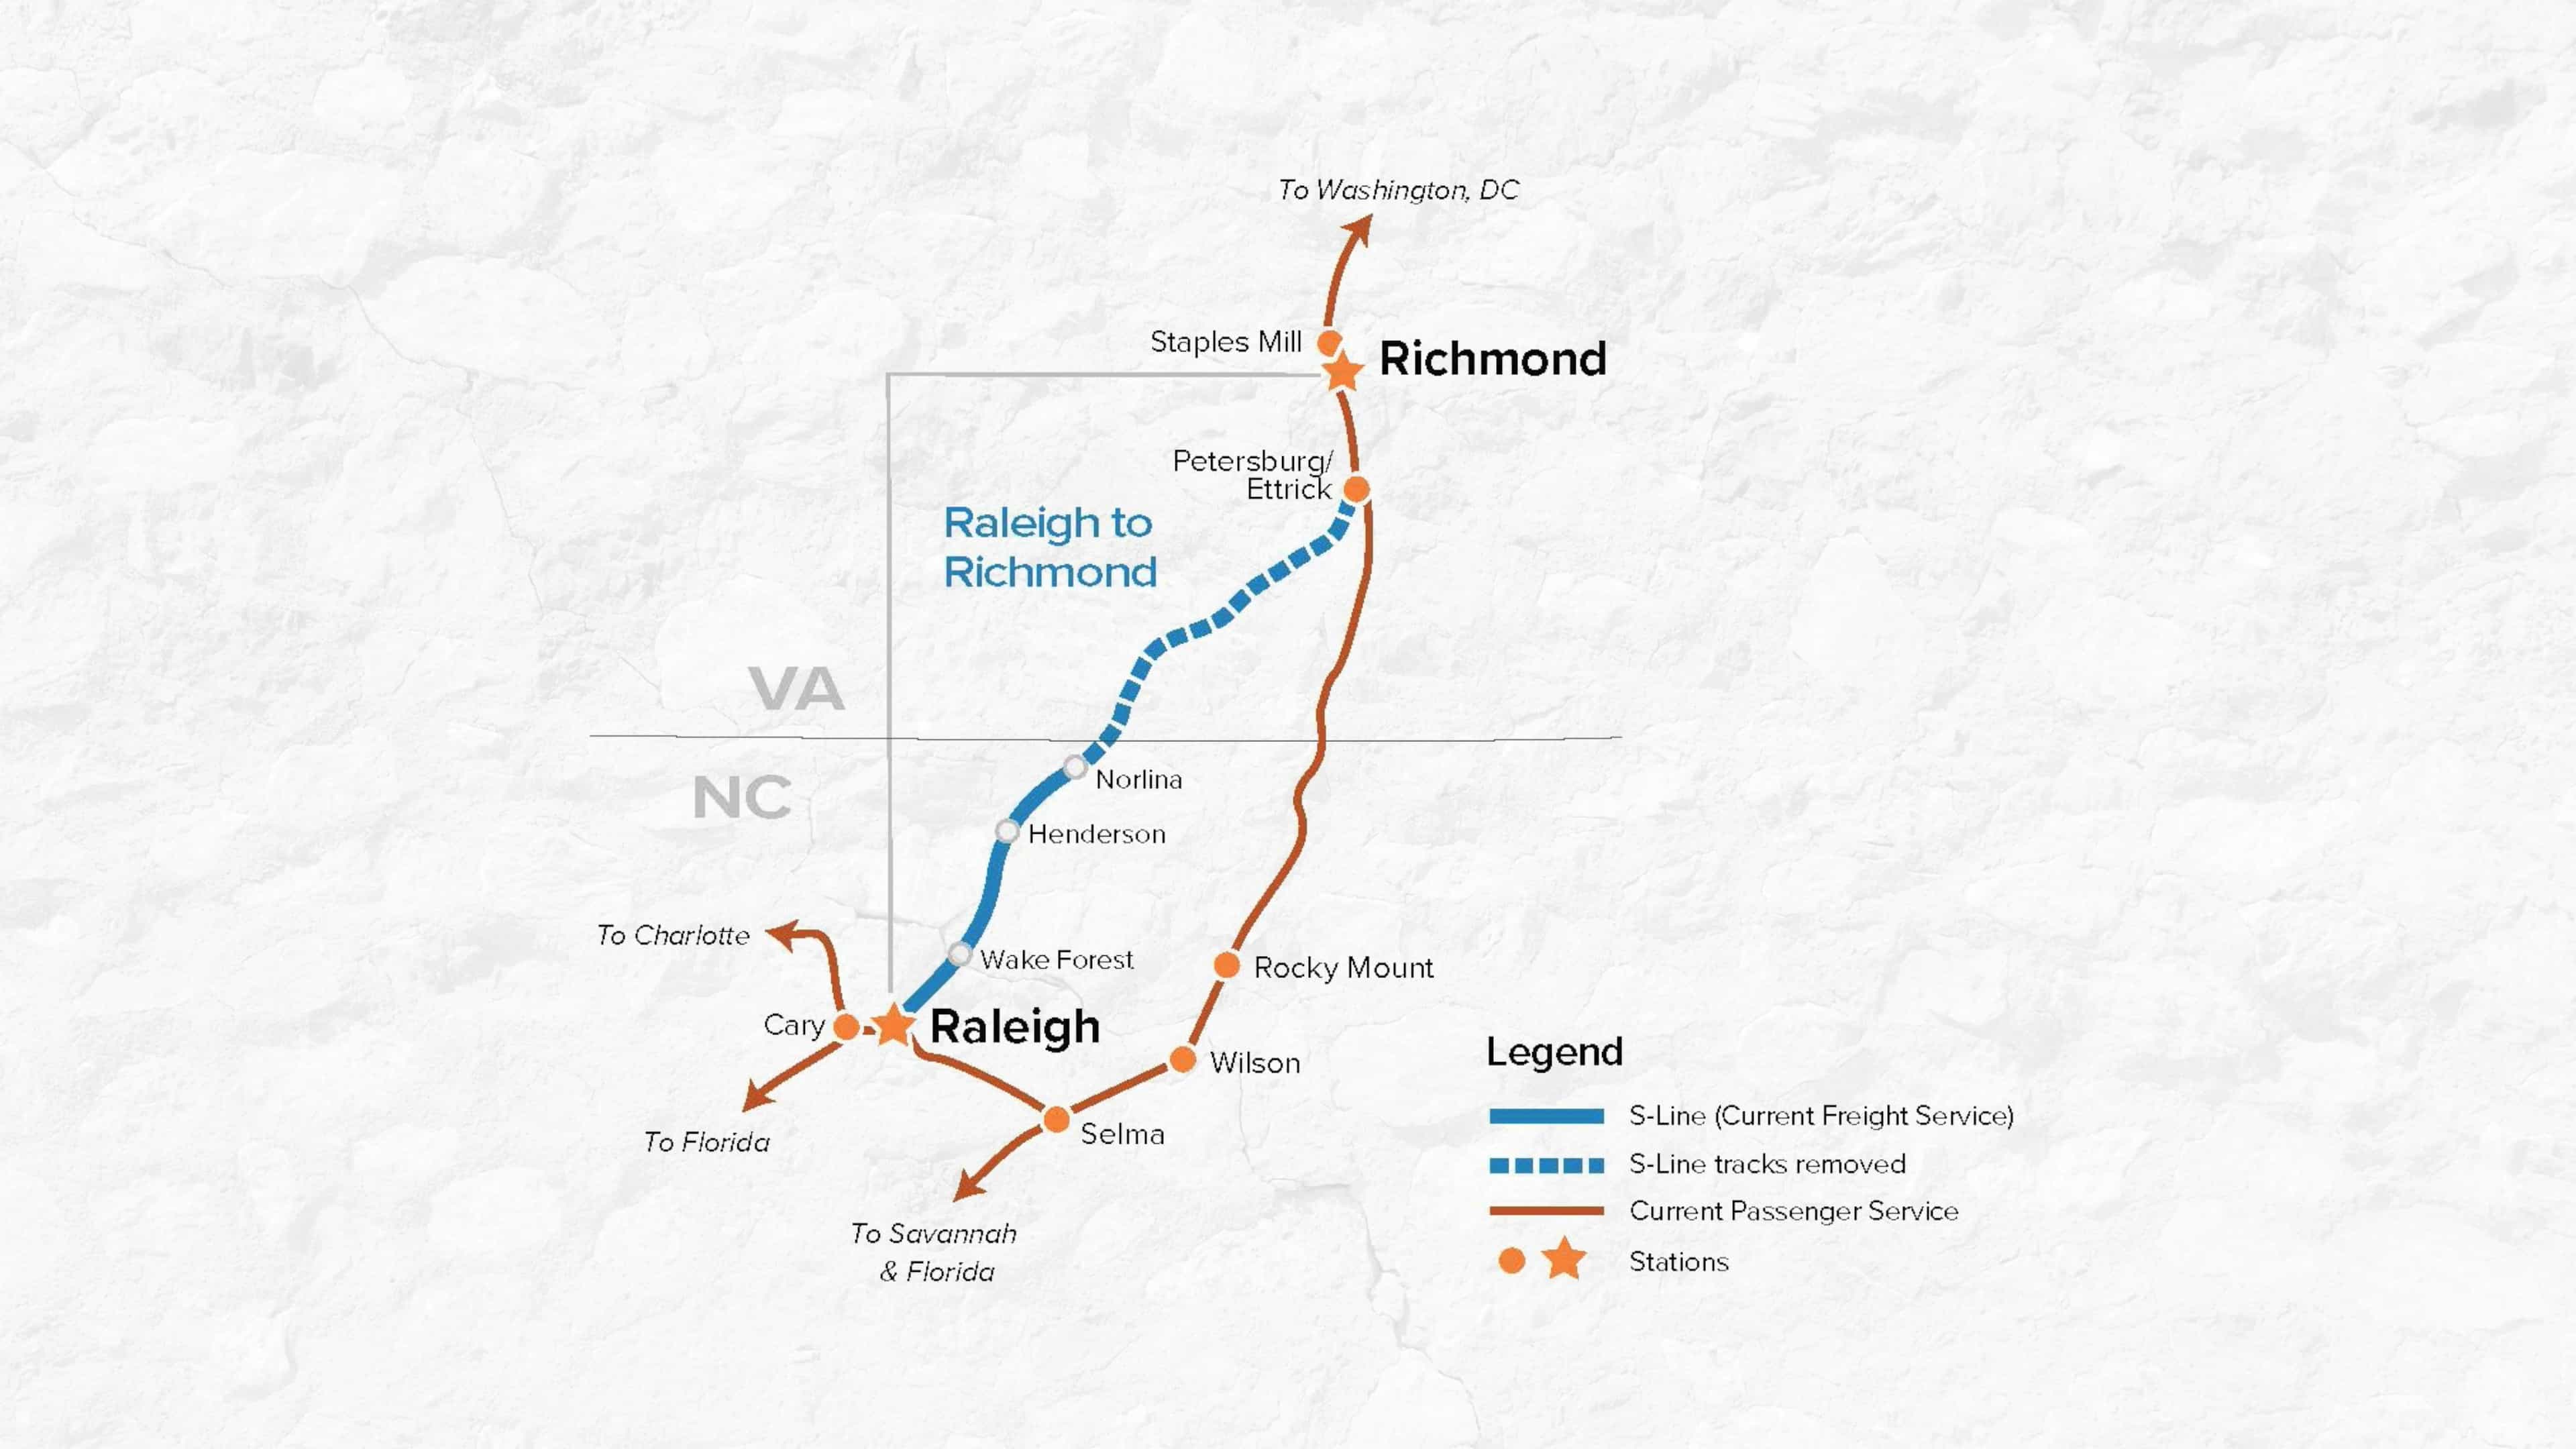 To Washington, DC
Staples Mill
Richmond
Petersburg/
Ettrick
Raleigh to
Richmond
VA
NC
Norlina
Henderson
To Charlotte
Wake Forest
Rocky Mount
Cary
Raleigh
Wilson
To Florida
Selma
To Savannah
& Florida
Legend
S-Line (Current Freight Service)
S-Line tracks removed
Current Passenger Service
Stations